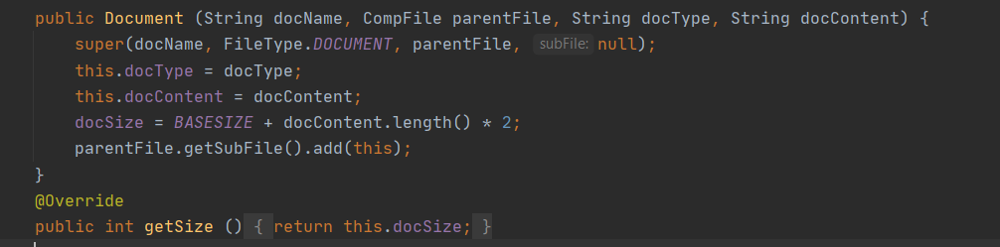 public Document (String docName, CompFile parentFile, String docType, String docContent) {
super(docName, FileType.DOCUMENT, parentFile, subFile: null);
this.docType = docType;
this.docContent = docContent;
docSize = BASESIZE + docContent.length() * 2;
parentFile.getSubFile().add(this);
}
@Override
public int getSize () { return this.docSize; }